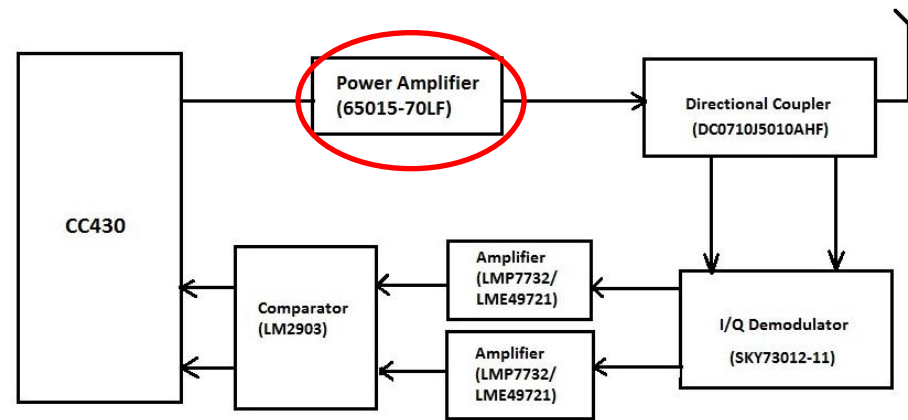 Power Amplifier
(65015-70LF)
Directional Coupler
(DC0710J5010AHF)
CC430
Amplifier
(LMP7732/
LME49721)
Comparator
(LM2903)
I/Q Demodulator
(SKY73012-11)
Amplifier
(LMP7732/
LME49721)